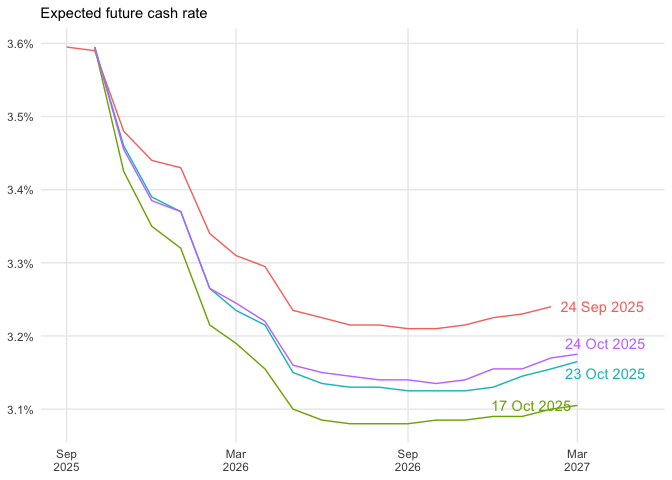 Expected future cash rate
3.6%
3.5%
3.4%
3.3%
3.2%
3.1%
24 Sep 2025
24 Oct 2025
23 Oct 2025
17 Oct 2025
Sep
2025
Mar
2026
Sep
2026
Mar
2027